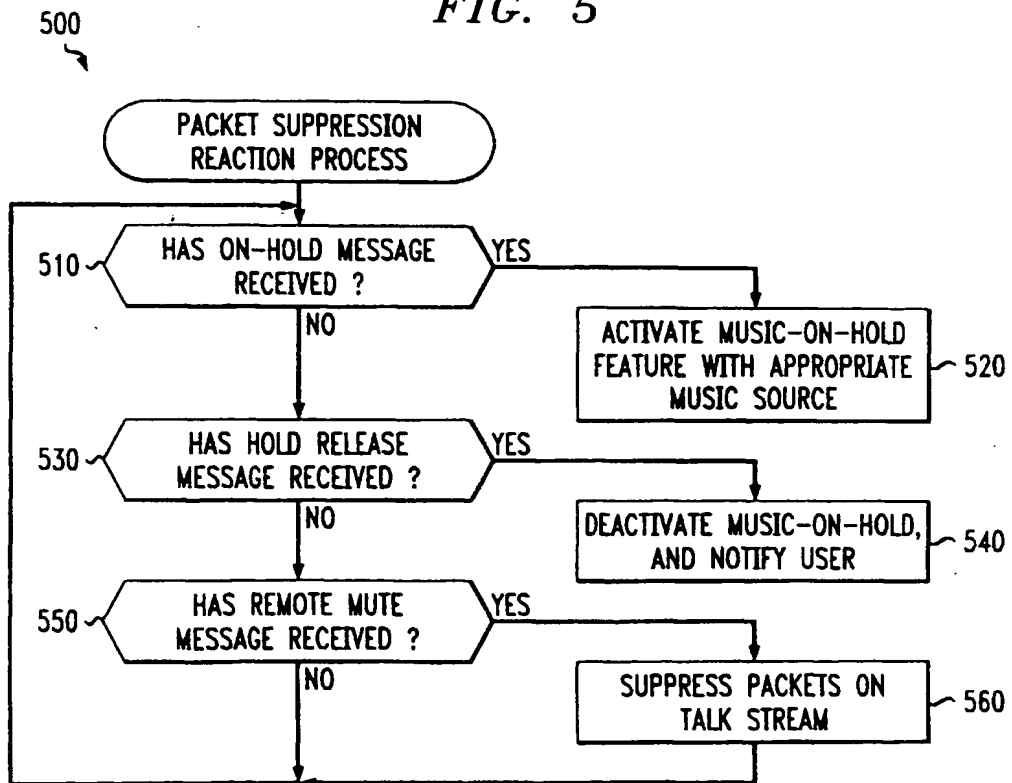 FIG. 5
500
PACKET SUPPRESSION
REACTION PROCESS
510
HAS ON-HOLD MESSAGE
RECEIVED ?
YES
NO
ACTIVATE MUSIC-ON-HOLD
FEATURE WITH APPROPRIATE
MUSIC SOURCE
520
530
HAS HOLD RELEASE
MESSAGE RECEIVED ?
YES
NO
DEACTIVATE MUSIC-ON-HOLD,
AND NOTIFY USER
540
550
HAS REMOTE MUTE
MESSAGE RECEIVED ?
YES
NO
SUPPRESS PACKETS ON
TALK STREAM
560